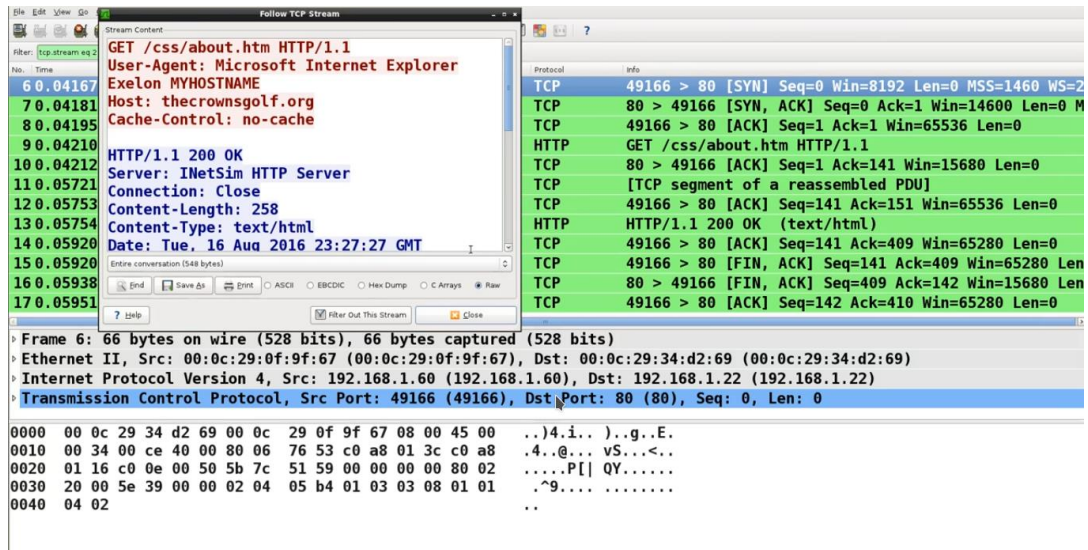 File Edit View Go
Follow TCP Stream
Stream Content
GET /css/about.htm HTTP/1.1
User-Agent: Microsoft Internet Explorer
Exelon MYHOSTNAME
Host: thecrownsgolf.org
Cache-Control: no-cache
HTTP/1.1 200 OK
Server: INetSim HTTP Server
Connection: Close
Content-Length: 258
Content-Type: text/html
Date: Tue, 16 Aug 2016 23:27:27 GMT
Entire conversation (548 bytes)
Find Save As Print ASCII EBCDIC Hex Dump C Arrays Raw
? Help Filter Out This Stream Close
Filter: tcp.stream eq 2
No. Time Protocol Info
6 0.04167 TCP 49166 > 80 [SYN] Seq=0 Win=8192 Len=0 MSS=1460 WS=2
7 0.04181 TCP 80 > 49166 [SYN, ACK] Seq=0 Ack=1 Win=14600 Len=0 M
8 0.04195 TCP 49166 > 80 [ACK] Seq=1 Ack=1 Win=65536 Len=0
9 0.04210 HTTP GET /css/about.htm HTTP/1.1
10 0.04212 TCP 80 > 49166 [ACK] Seq=1 Ack=141 Win=15680 Len=0
11 0.05721 TCP [TCP segment of a reassembled PDU]
12 0.05753 TCP 49166 > 80 [ACK] Seq=141 Ack=151 Win=65536 Len=0
13 0.05754 HTTP HTTP/1.1 200 OK (text/html)
14 0.05920 TCP 49166 > 80 [ACK] Seq=141 Ack=409 Win=65280 Len=0
15 0.05920 TCP 49166 > 80 [FIN, ACK] Seq=141 Ack=409 Win=65280 Len
16 0.05938 TCP 80 > 49166 [FIN, ACK] Seq=409 Ack=142 Win=15680 Len
17 0.05951 TCP 49166 > 80 [ACK] Seq=142 Ack=410 Win=65280 Len=0
Frame 6: 66 bytes on wire (528 bits), 66 bytes captured (528 bits)
Ethernet II, Src: 00:0c:29:0f:9f:67 (00:0c:29:0f:9f:67), Dst: 00:0c:29:34:d2:69 (00:0c:29:34:d2:69)
Internet Protocol Version 4, Src: 192.168.1.60 (192.168.1.60), Dst: 192.168.1.22 (192.168.1.22)
Transmission Control Protocol, Src Port: 49166 (49166), Dst Port: 80 (80), Seq: 0, Len: 0
0000 00 0c 29 34 d2 69 00 0c 29 0f 9f 67 08 00 45 00 ..)4.i.. )..g..E.
0010 00 34 00 ce 40 00 80 06 76 53 c0 a8 01 3c c0 a8 .4..@... vS...<..
0020 01 16 c0 0e 00 50 5b 7c 51 59 00 00 00 00 80 02 .....P[| QY......
0030 20 00 5e 39 00 00 02 04 05 b4 01 03 03 08 01 01 .^9.... ........
0040 04 02 ..